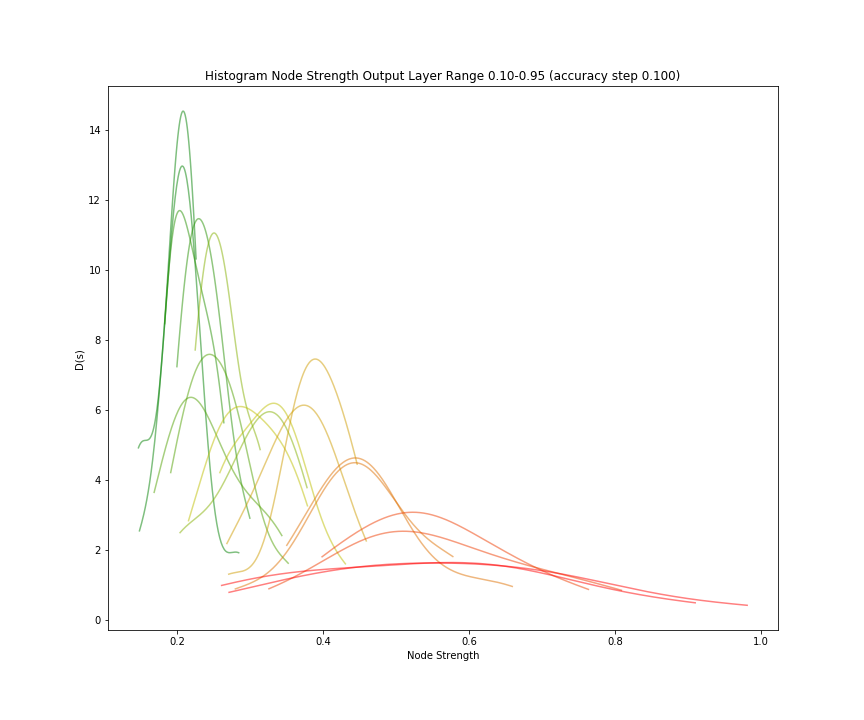 Histogram Node Strength Output Layer Range 0.10-0.95 (accuracy step 0.100)
14
12
10
8
6
4
2
0
D(s)
0.2 0.4 0.6 0.8 1.0
Node Strength